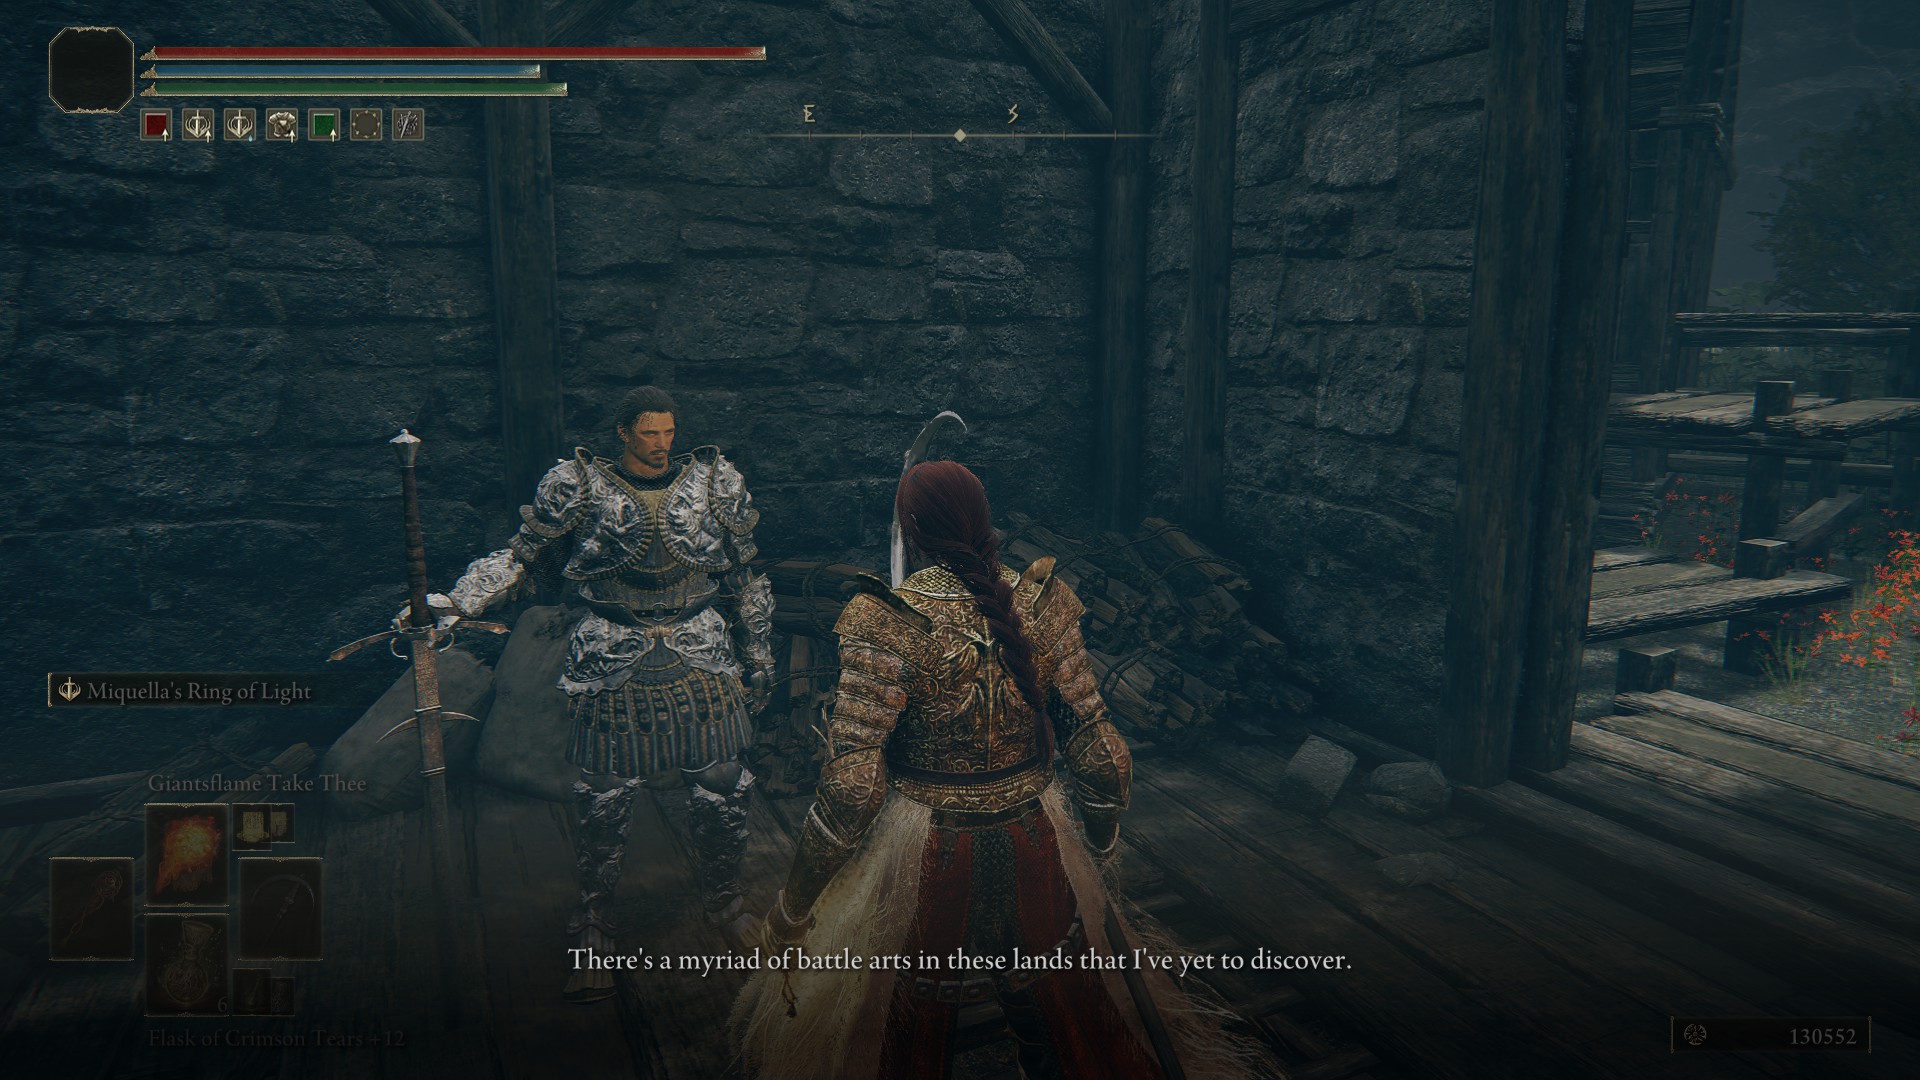 E S
Miquella's Ring of Light
Giantsflame Take Thee
6
There's a myriad of battle arts in these lands that I've yet to discover.
Flask of Crimson Tears +12
130552